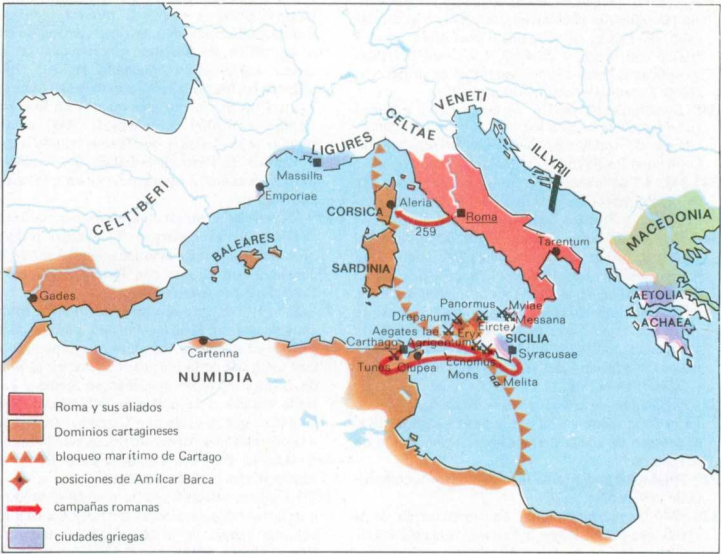 VENETI
CELTAE
LIGURES
ILLYRII
Massilia
Emporiae
CELTIBERI
Aleria
CORSICA
Roma
259
MACEDONIA
BALEARES
SARDINIA
Tarentum
Gades
Panormus
Mylae
AETOLIA
Drepanum
Eircte
Messana
ACHAEA
Aegates Iae
Eryx
SICILIA
Carthago
Agrigentum
Syracusae
Cartenna
Tunes
Clupea
Ecnomus
Mons
Melita
NUMIDIA
Roma y sus aliados
Dominios cartagineses
bloqueo marítimo de Cartago
posiciones de Amílcar Barca
campañas romanas
ciudades griegas